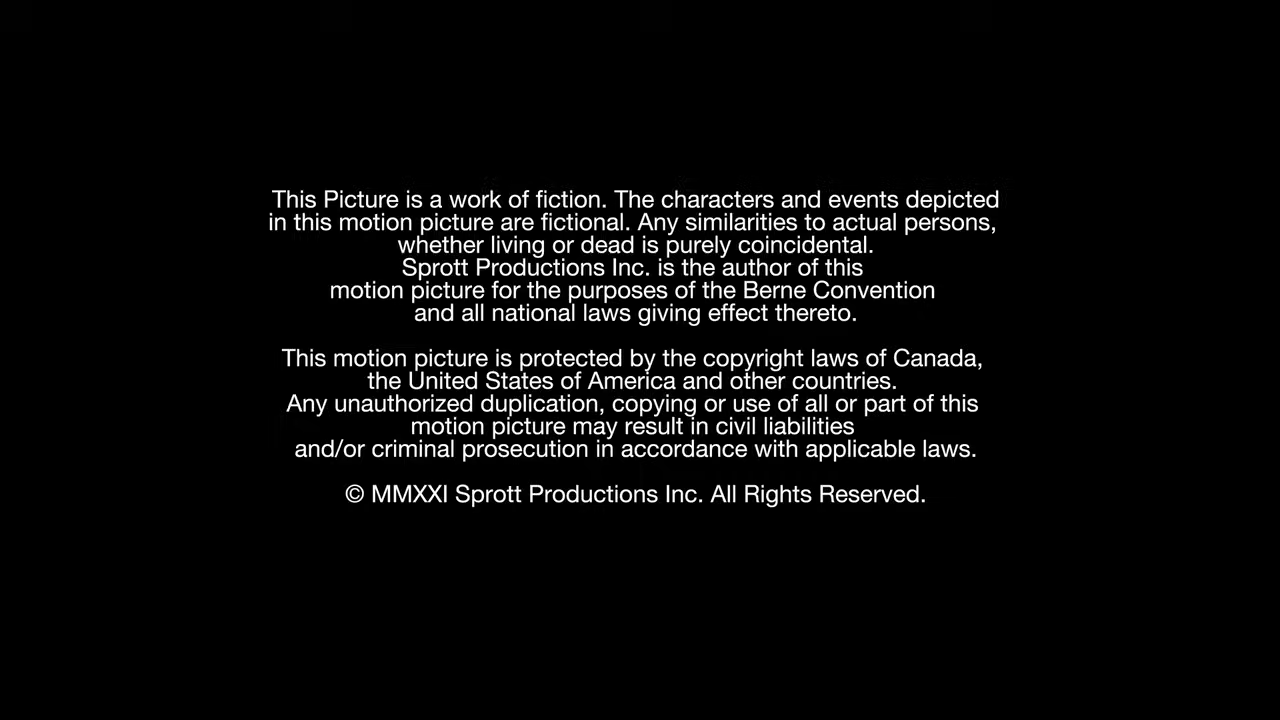 This Picture is a work of fiction. The characters and events depicted
in this motion picture are fictional. Any similarities to actual persons,
whether living or dead is purely coincidental.
Sprott Productions Inc. is the author of this
motion picture for the purposes of the Berne Convention
and all national laws giving effect thereto.
This motion picture is protected by the copyright laws of Canada,
the United States of America and other countries.
Any unauthorized duplication, copying or use of all or part of this
motion picture may result in civil liabilities
and/or criminal prosecution in accordance with applicable laws.
© MMXXI Sprott Productions Inc. All Rights Reserved.